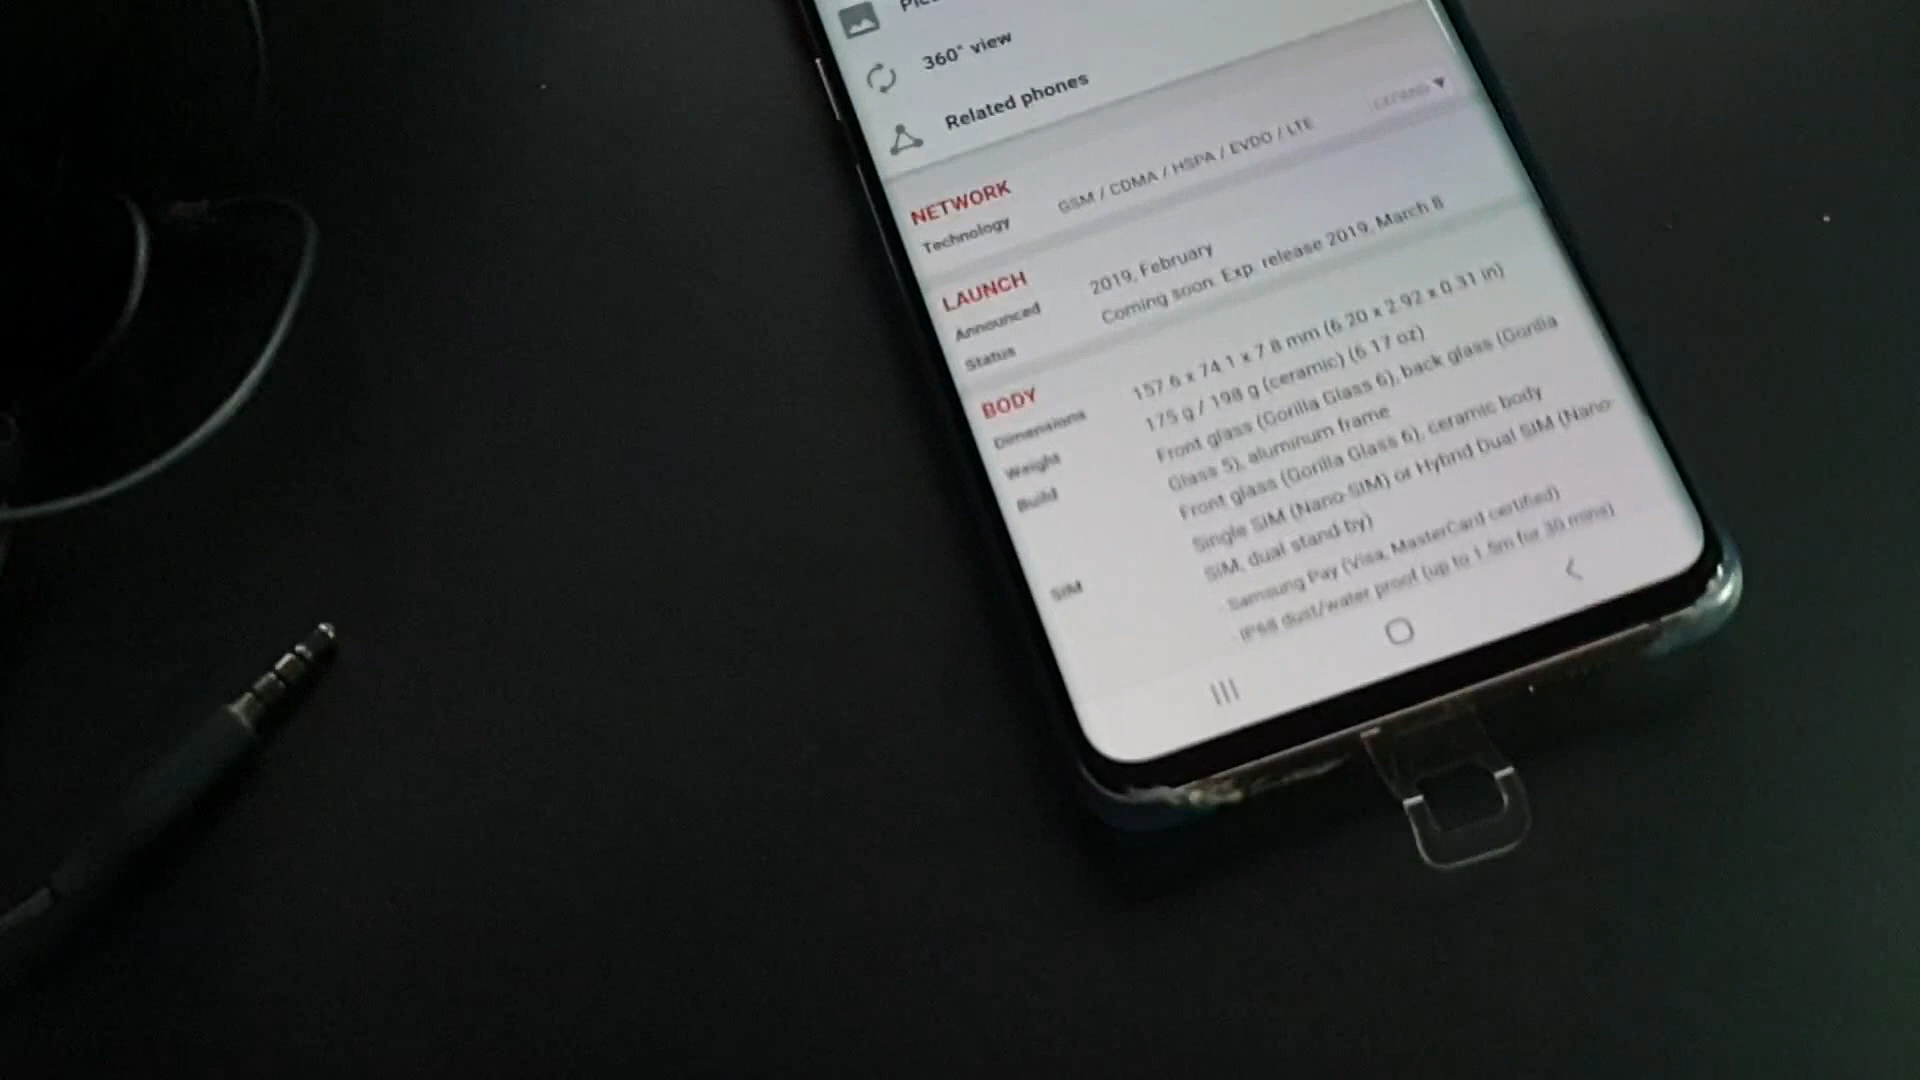 360° view
Related phones
EXPAND ▼
NETWORK
Technology GSM / CDMA / HSPA / EVDO / LTE
LAUNCH
Announced 2019, February
Status Coming soon. Exp. release 2019, March 8
BODY
Dimensions 157.6 x 74.1 x 7.8 mm (6.20 x 2.92 x 0.31 in)
Weight 175 g / 198 g (ceramic) (6.17 oz)
Build Front glass (Gorilla Glass 6), back glass (Gorilla
Glass 5), aluminum frame
Front glass (Gorilla Glass 6), ceramic body
SIM Single SIM (Nano-SIM) or Hybrid Dual SIM (Nano-
SIM, dual stand-by)
- Samsung Pay (Visa, MasterCard certified)
- IP68 dust/water proof (up to 1.5m for 30 mins)